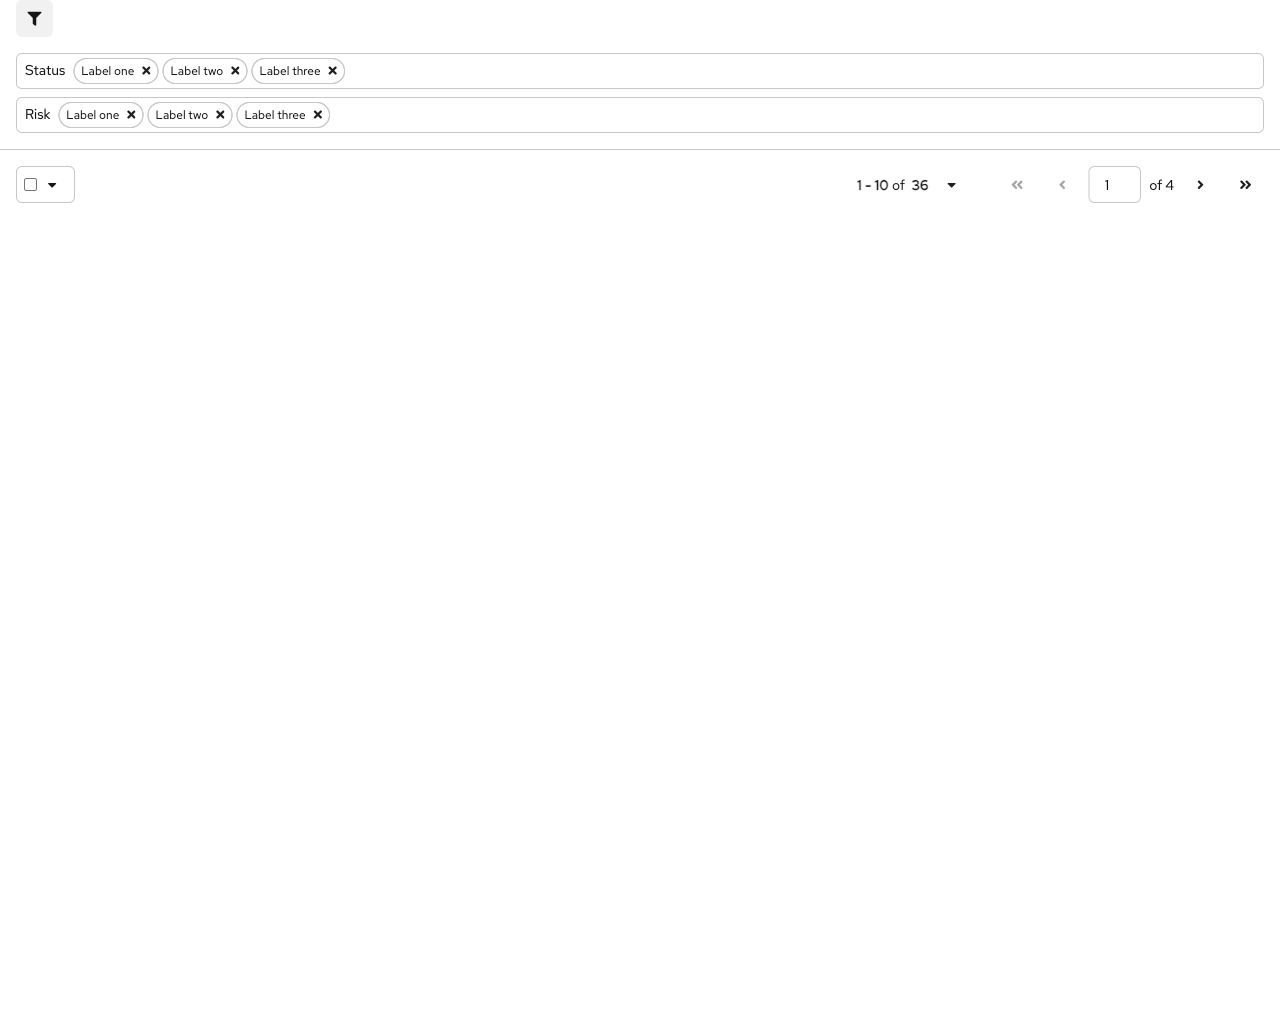 Status Label one Label two Label three
Risk Label one Label two Label three
1 - 10 of 36 1 of 4